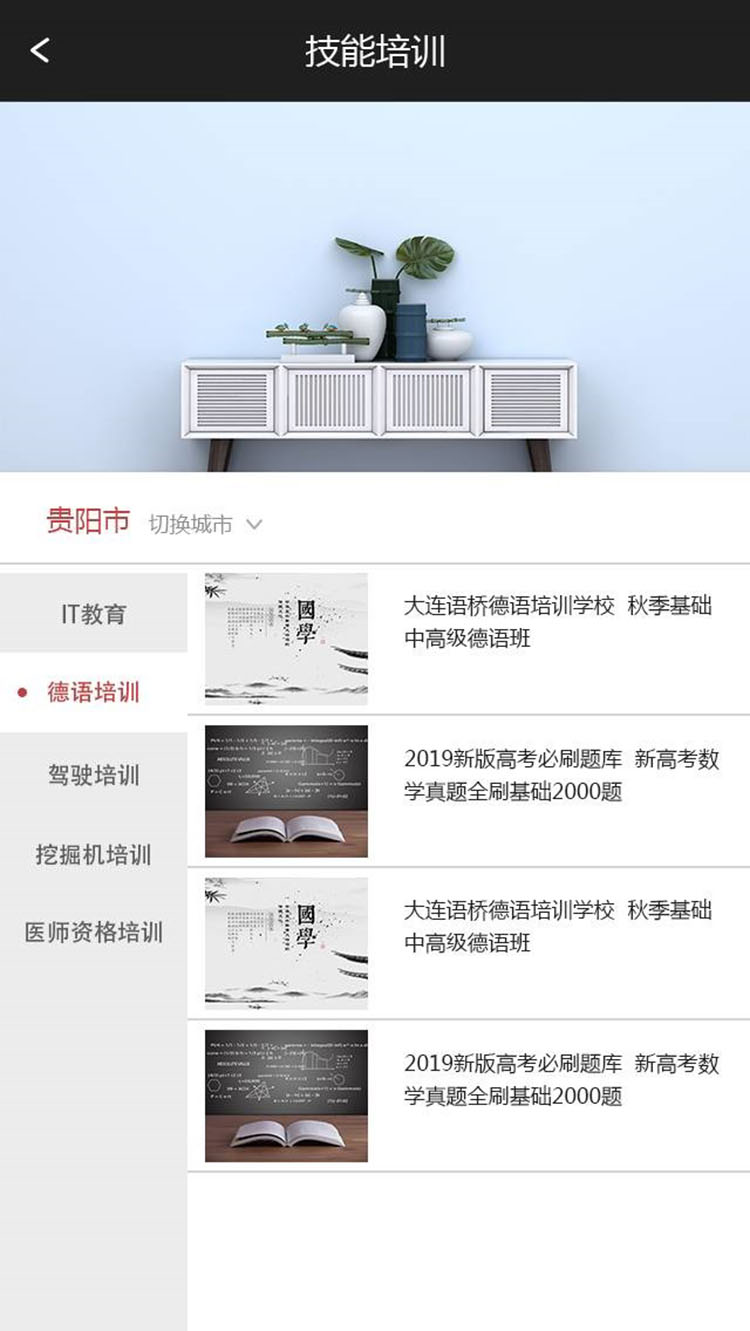 技能培训
贵阳市 切换城市
IT教育
德语培训
驾驶培训
挖掘机培训
医师资格培训
國學
大连语桥德语培训学校 秋季基础
中高级德语班
ABSOLUTE VALUE
2019新版高考必刷题库 新高考数
学真题全刷基础2000题
國學
大连语桥德语培训学校 秋季基础
中高级德语班
ABSOLUTE VALUE
2019新版高考必刷题库 新高考数
学真题全刷基础2000题